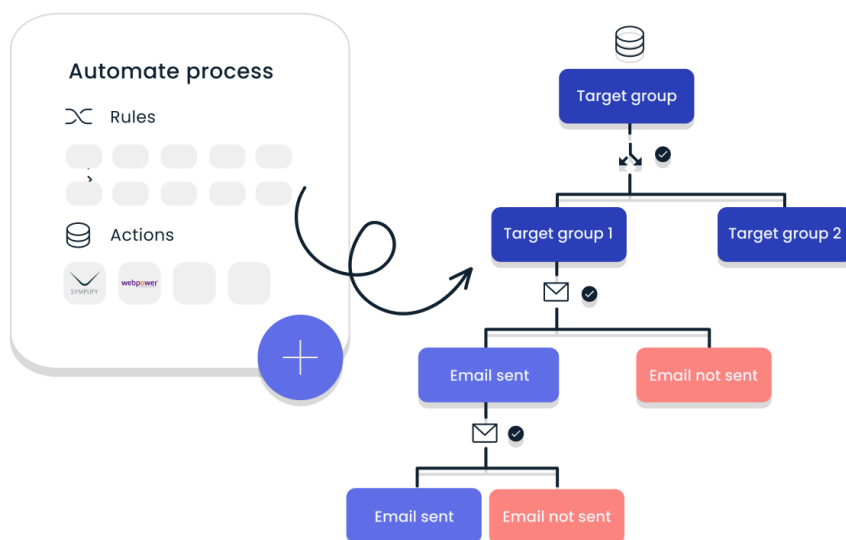 Automate process
Rules
Actions
SYMPLIFY
webpower
Target group
Target group 1
Target group 2
Email sent
Email not sent
Email sent
Email not sent